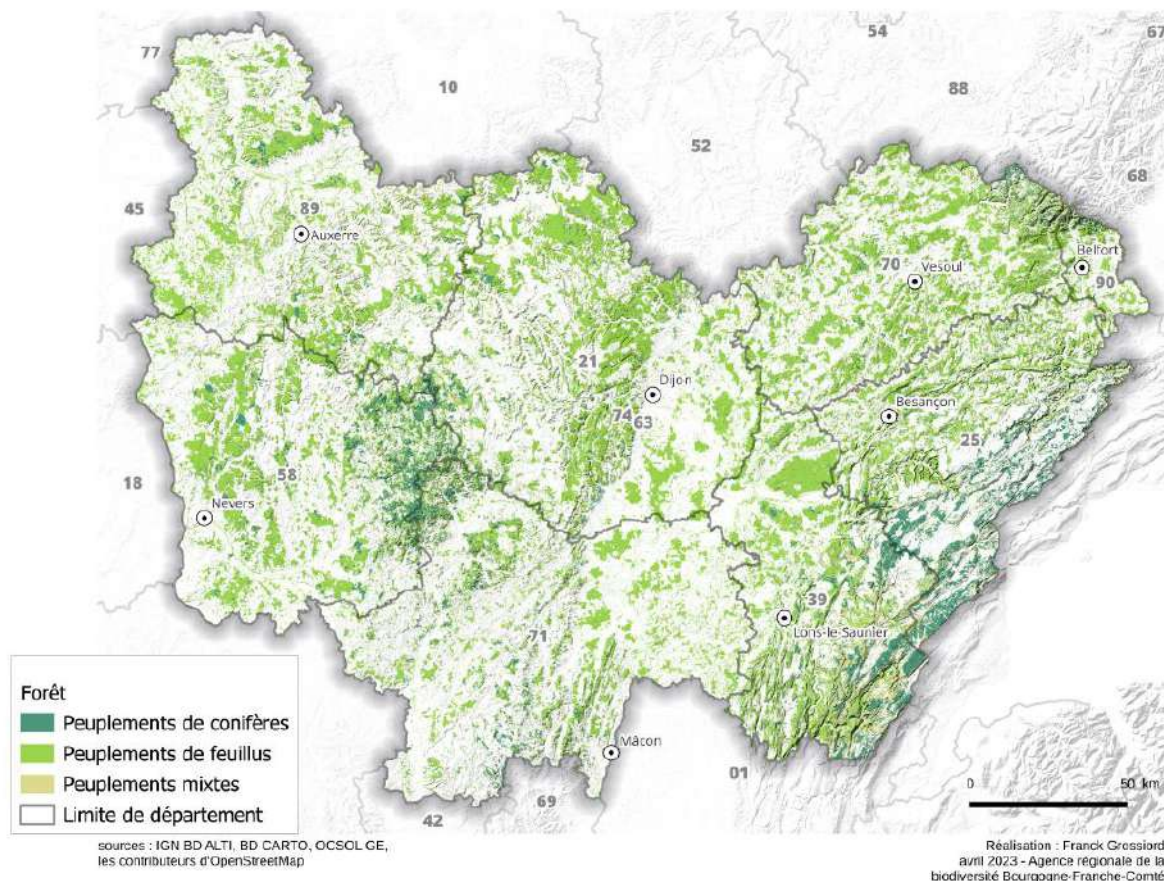 77
54
67
10
88
52
68
45
89
Auxerre
Belfort
70
Vesoul
90
21
Dijon
74
63
Besançon
25
18
58
Nevers
39
Lons-le-Saunier
71
Mâcon
01
69
42
Forêt
Peuplements de conifères
Peuplements de feuillus
Peuplements mixtes
Limite de département
0 50 km
sources : IGN BD ALTI, BD CARTO, OCSOL GE,
les contributeurs d'OpenStreetMap
Réalisation : Franck Grossiord
avril 2023 - Agence régionale de la
biodiversité Bourgogne-Franche-Comté